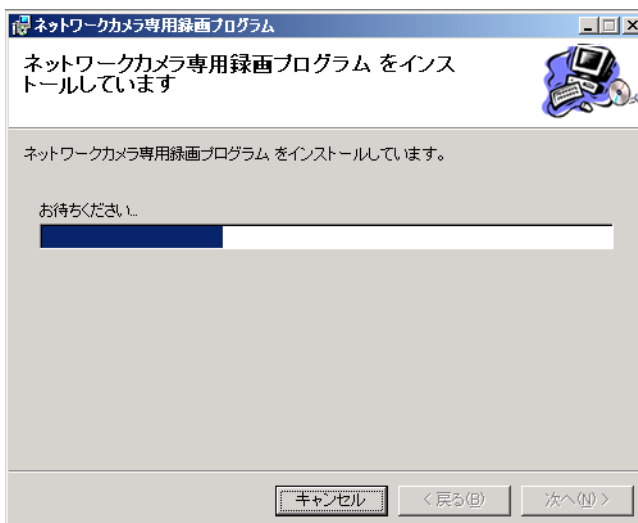 ネットワークカメラ専用録画プログラム
ネットワークカメラ専用録画プログラム をインス
トールしています
ネットワークカメラ専用録画プログラム をインストールしています。
お待ちください...
キャンセル
< 戻る(B)
次へ(N) >